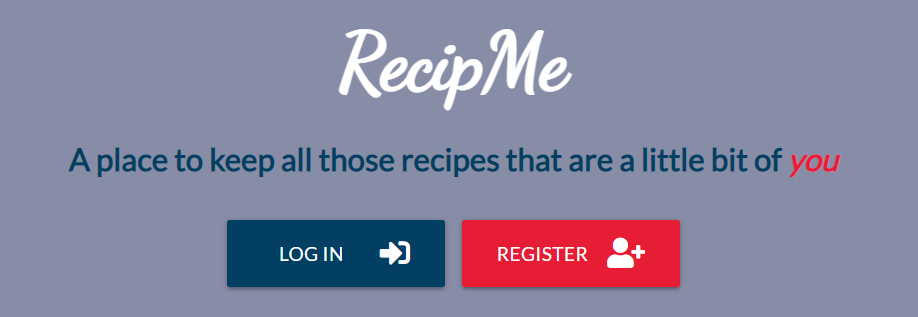 RecipMe
A place to keep all those recipes that are a little bit of you
LOG IN
REGISTER